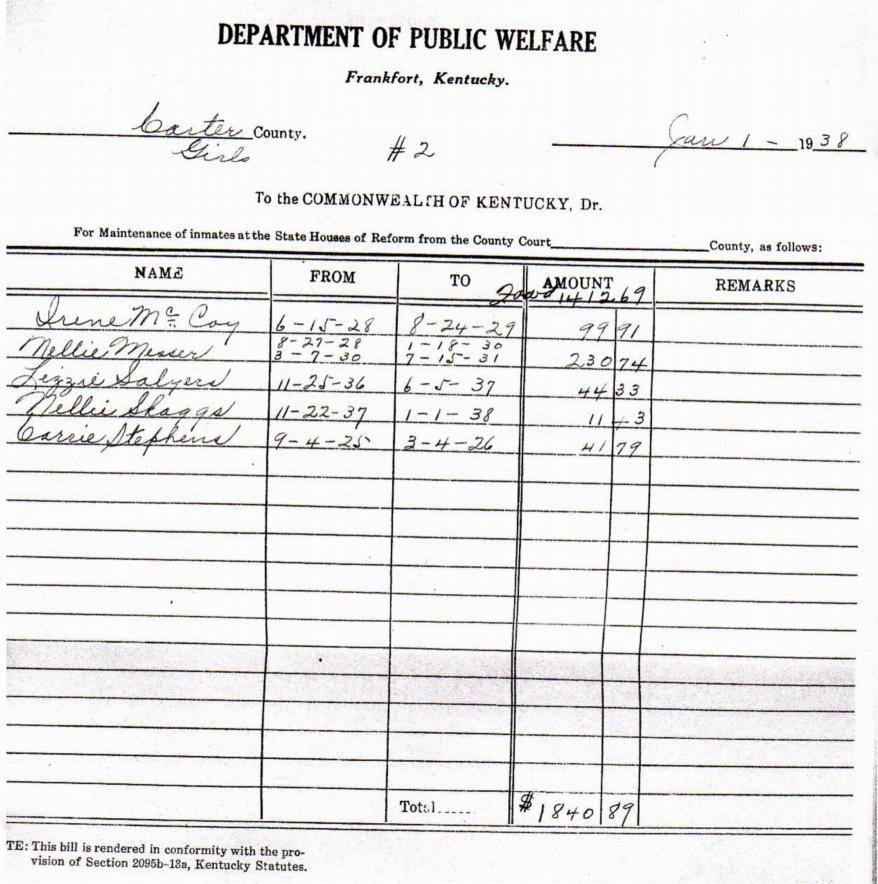 DEPARTMENT OF PUBLIC WELFARE
Frankfort, Kentucky.
Carter County. Jan 1 - 19 38
Girls #2
To the COMMONWEALTH OF KENTUCKY, Dr.
For Maintenance of inmates at the State Houses of Reform from the County Court County, as follows:
NAME FROM TO AMOUNT REMARKS
1412.69
Irene Mc Coy 6-15-28 8-24-29 99 91
8-27-28 1-18-30
Nellie Messer 3-7-30 7-15-31 230 74
Lizzie Salyers 11-25-36 6-5-37 44 33
Nellie Skaggs 11-22-37 1-1-38 11 43
Carrie Stephens 9-4-25 3-4-26 41 79
Total...... $1840 89
TE: This bill is rendered in conformity with the pro-
vision of Section 2095b-13a, Kentucky Statutes.